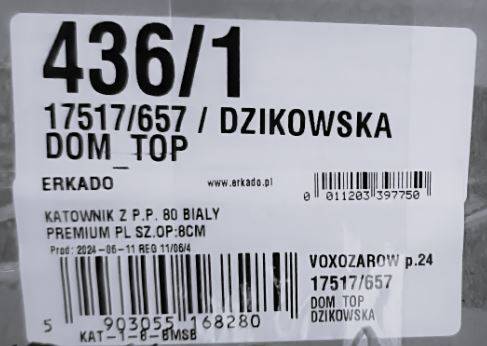 436/1
17517/657 / DZIKOWSKA
DOM_TOP
ERKADO www.erkado.pl
0 011203 397750
KATOWNIK Z P.P. 80 BIALY
PREMIUM PL SZ.OP:8CM
Prod: 2024-06-11 REG 11/06/4
VOXOZAROW p.24
17517/657
DOM_TOP
DZIKOWSKA
5 903055 168280
KAT-1-8-BMSB